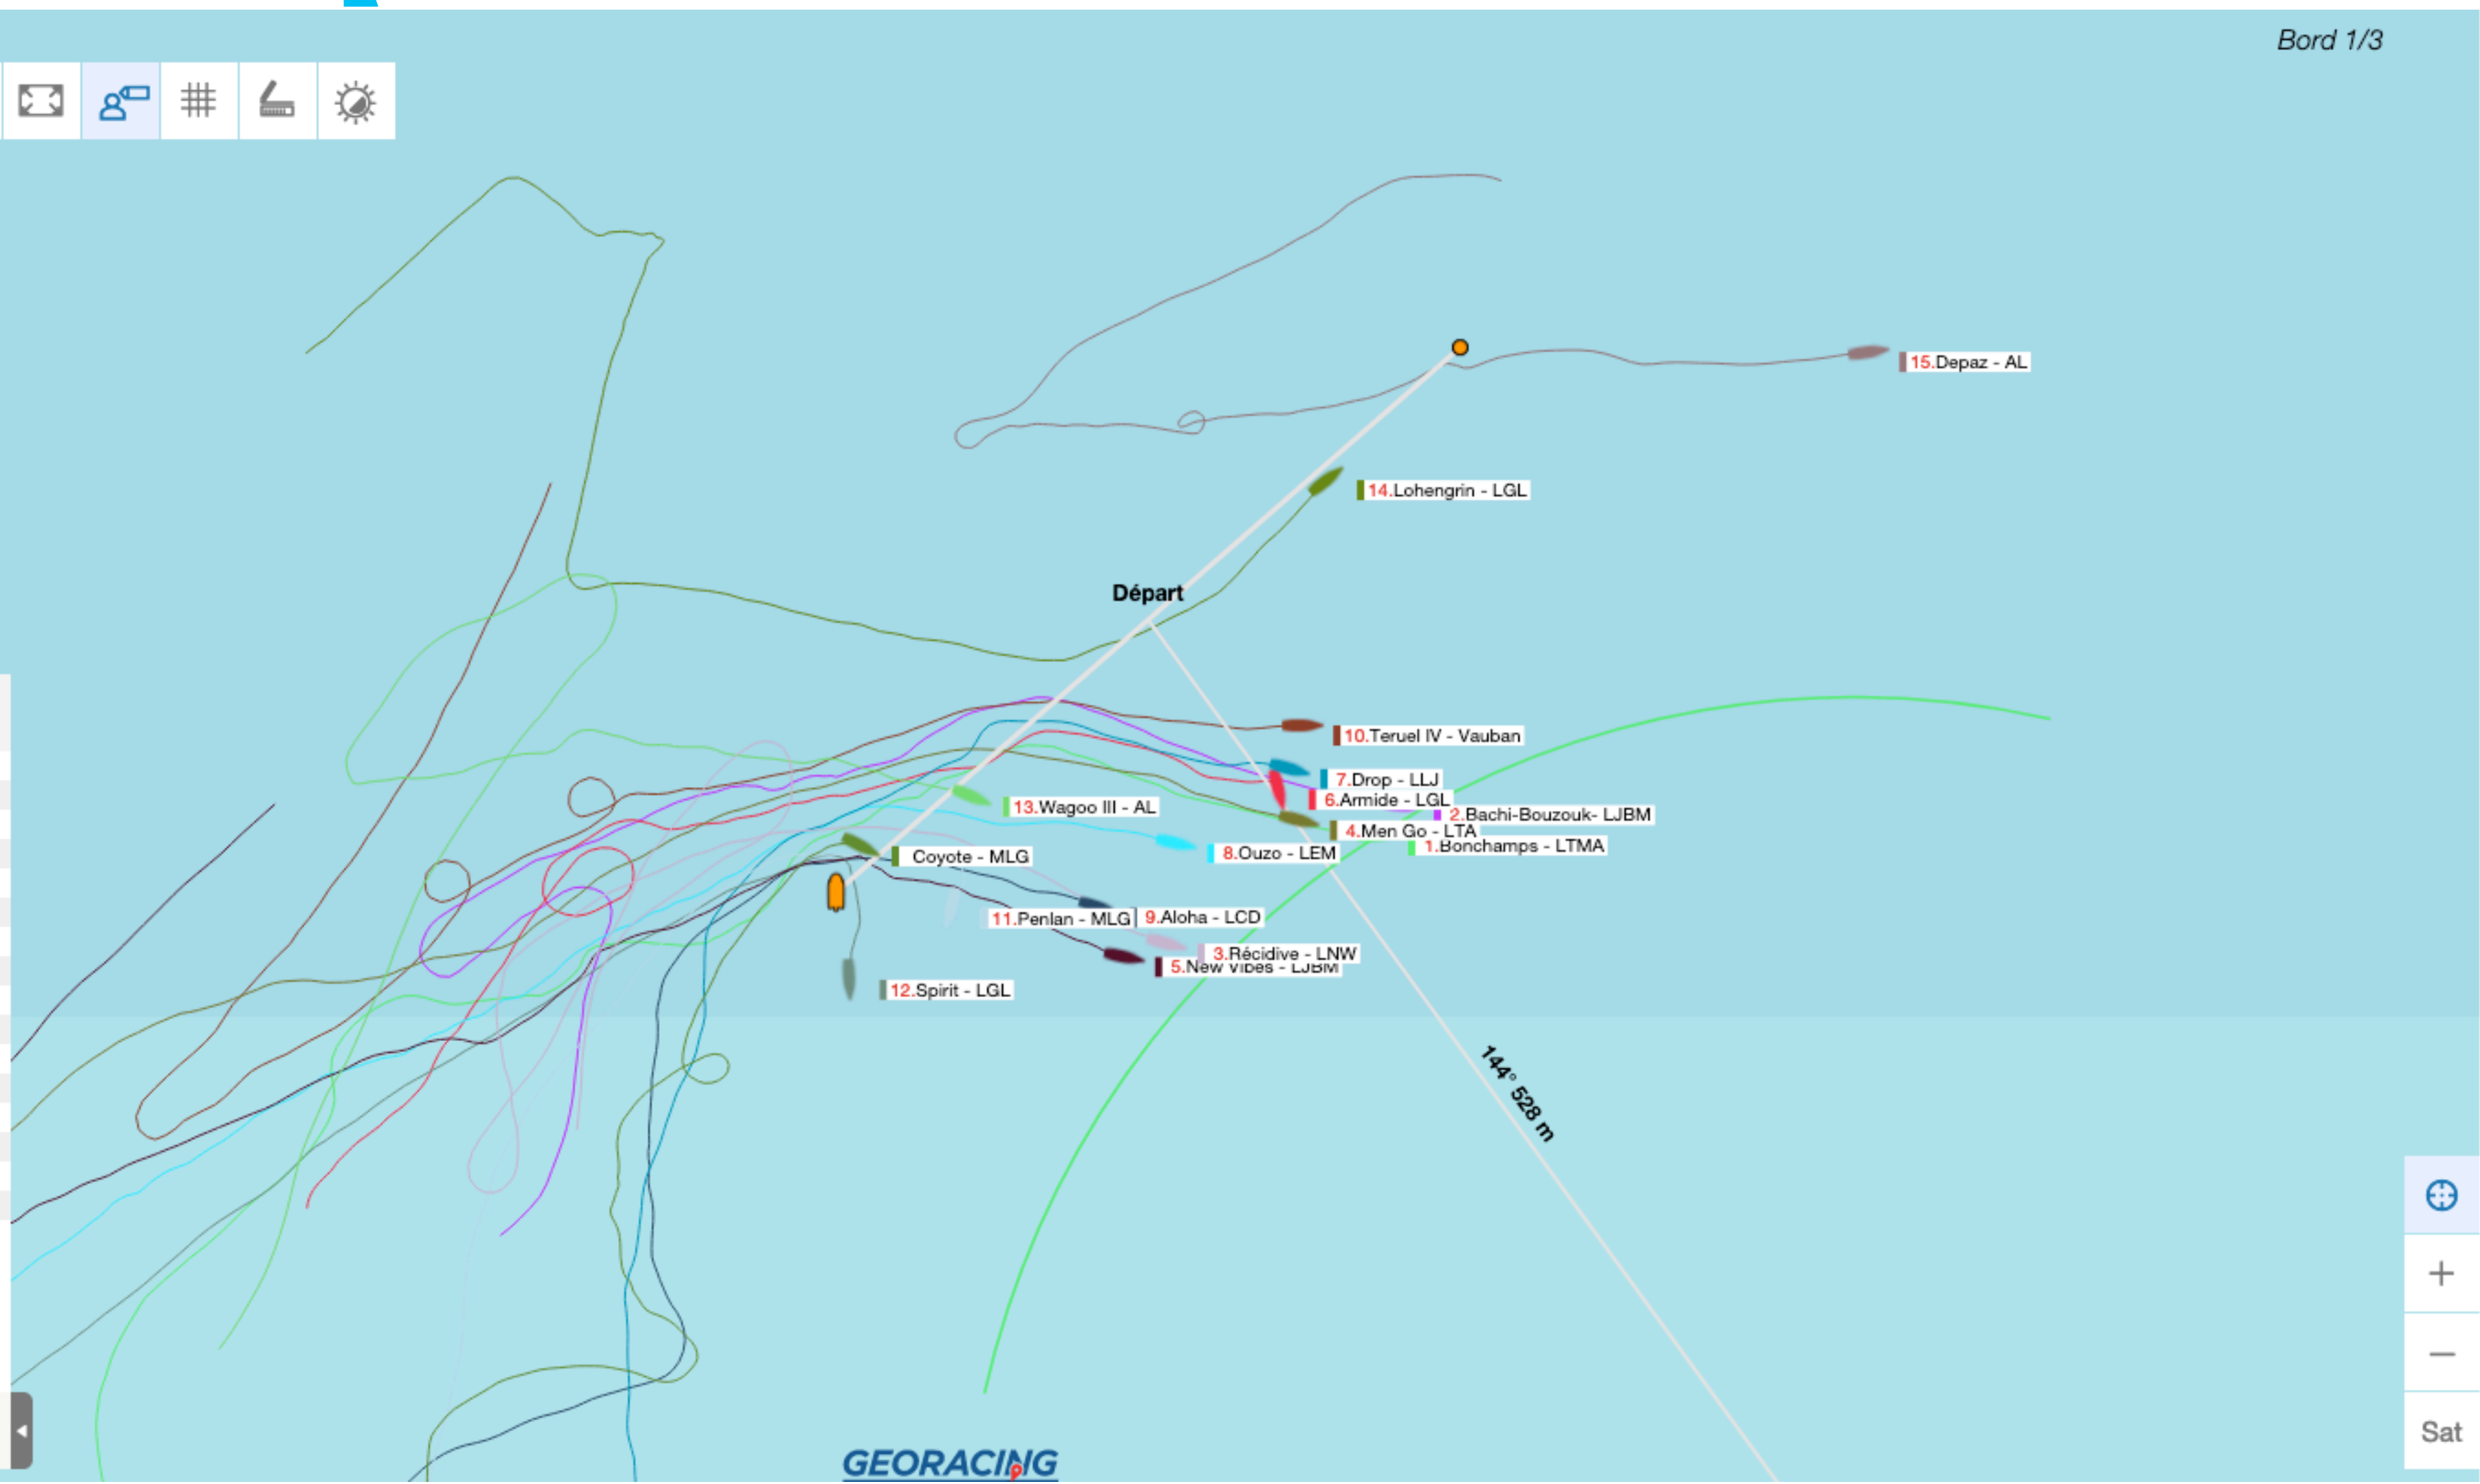 Bord 1/3
15.Depaz - AL
14.Lohengrin - LGL
Départ
10.Teruel IV - Vauban
7.Drop - LLJ
6.Armide - LGL
13.Wagoo III - AL
2.Bachi-Bouzouk- LJBM
4.Men Go - LTA
1.Bonchamps - LTMA
8.Ouzo - LEM
Coyote - MLG
11.Penlan - MLG
9.Aloha - LCD
3.Récidive - LNW
5.New Vibes - LJBM
12.Spirit - LGL
144° 528 m
Sat
GEORACING